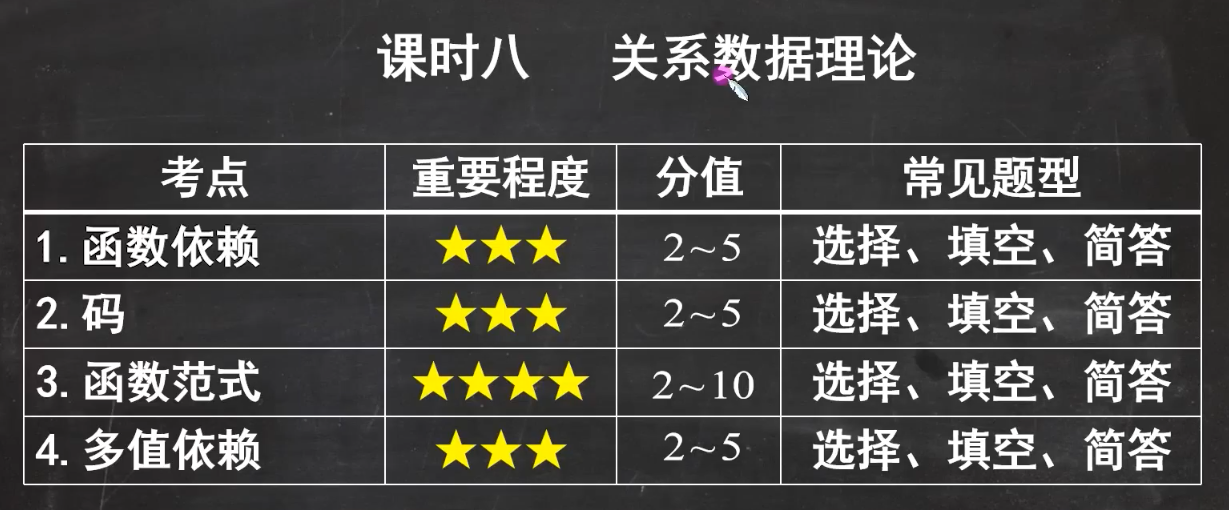 课时八 关系数据理论
考点 重要程度 分值 常见题型
1.函数依赖 ★★★ 2~5 选择、填空、简答
2.码 ★★★ 2~5 选择、填空、简答
3.函数范式 ★★★★ 2~10 选择、填空、简答
4.多值依赖 ★★★ 2~5 选择、填空、简答